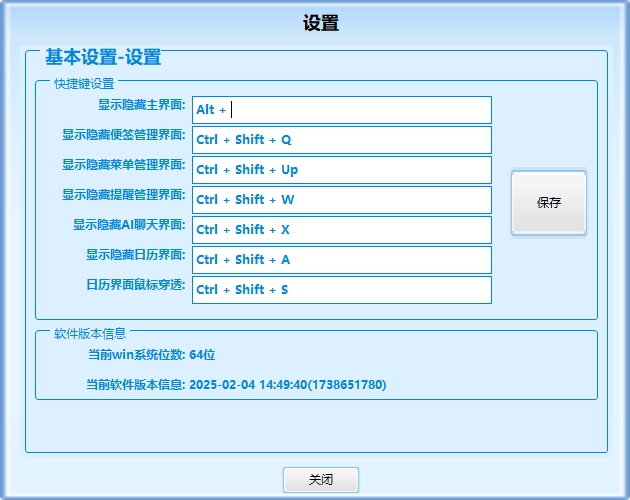 设置
基本设置-设置
快捷键设置
显示隐藏主界面: Alt +
显示隐藏便签管理界面: Ctrl + Shift + Q
显示隐藏菜单管理界面: Ctrl + Shift + Up
显示隐藏提醒管理界面: Ctrl + Shift + W
显示隐藏AI聊天界面: Ctrl + Shift + X
显示隐藏日历界面: Ctrl + Shift + A
日历界面鼠标穿透: Ctrl + Shift + S
保存
软件版本信息
当前win系统位数: 64位
当前软件版本信息: 2025-02-04 14:49:40(1738651780)
关闭